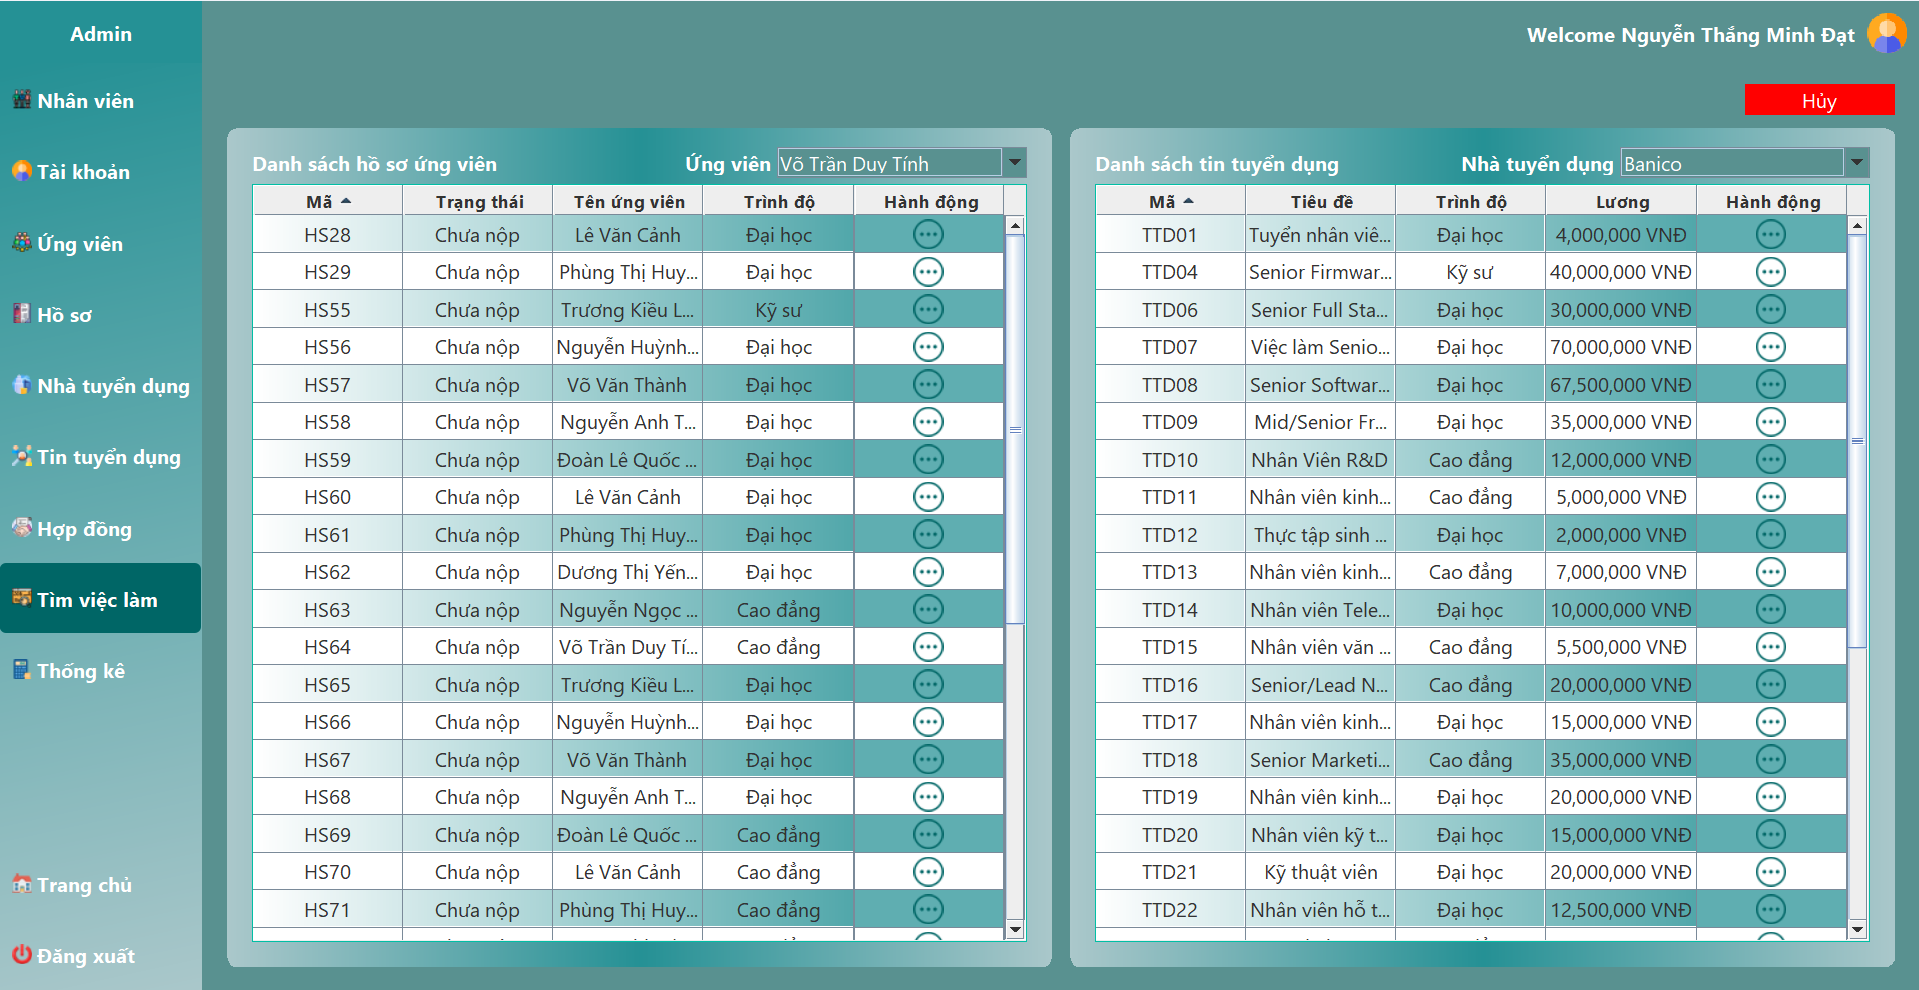 Admin
Welcome Nguyễn Thắng Minh Đạt
Nhân viên
Tài khoản
Ứng viên
Hồ sơ
Nhà tuyển dụng
Tin tuyển dụng
Hợp đồng
Tìm việc làm
Thống kê
Trang chủ
Đăng xuất
Hủy
Danh sách hồ sơ ứng viên Ứng viên Võ Trần Duy Tính
Mã Trạng thái Tên ứng viên Trình độ Hành động
HS28 Chưa nộp Lê Văn Cảnh Đại học
HS29 Chưa nộp Phùng Thị Huy... Đại học
HS55 Chưa nộp Trương Kiều L... Kỹ sư
HS56 Chưa nộp Nguyễn Huỳnh... Đại học
HS57 Chưa nộp Võ Văn Thành Đại học
HS58 Chưa nộp Nguyễn Anh T... Đại học
HS59 Chưa nộp Đoàn Lê Quốc ... Đại học
HS60 Chưa nộp Lê Văn Cảnh Đại học
HS61 Chưa nộp Phùng Thị Huy... Đại học
HS62 Chưa nộp Dương Thị Yến... Đại học
HS63 Chưa nộp Nguyễn Ngọc ... Cao đẳng
HS64 Chưa nộp Võ Trần Duy Tí... Cao đẳng
HS65 Chưa nộp Trương Kiều L... Đại học
HS66 Chưa nộp Nguyễn Huỳnh... Đại học
HS67 Chưa nộp Võ Văn Thành Đại học
HS68 Chưa nộp Nguyễn Anh T... Đại học
HS69 Chưa nộp Đoàn Lê Quốc ... Cao đẳng
HS70 Chưa nộp Lê Văn Cảnh Cao đẳng
HS71 Chưa nộp Phùng Thị Huy... Cao đẳng
Danh sách tin tuyển dụng Nhà tuyển dụng Banico
Mã Tiêu đề Trình độ Lương Hành động
TTD01 Tuyển nhân viê... Đại học 4,000,000 VNĐ
TTD04 Senior Firmwar... Kỹ sư 40,000,000 VNĐ
TTD06 Senior Full Sta... Đại học 30,000,000 VNĐ
TTD07 Việc làm Senio... Đại học 70,000,000 VNĐ
TTD08 Senior Softwar... Đại học 67,500,000 VNĐ
TTD09 Mid/Senior Fr... Đại học 35,000,000 VNĐ
TTD10 Nhân Viên R&D Cao đẳng 12,000,000 VNĐ
TTD11 Nhân viên kinh... Cao đẳng 5,000,000 VNĐ
TTD12 Thực tập sinh ... Đại học 2,000,000 VNĐ
TTD13 Nhân viên kinh... Cao đẳng 7,000,000 VNĐ
TTD14 Nhân viên Tele... Đại học 10,000,000 VNĐ
TTD15 Nhân viên văn ... Cao đẳng 5,500,000 VNĐ
TTD16 Senior/Lead N... Cao đẳng 20,000,000 VNĐ
TTD17 Nhân viên kinh... Đại học 15,000,000 VNĐ
TTD18 Senior Marketi... Cao đẳng 35,000,000 VNĐ
TTD19 Nhân viên kinh... Đại học 20,000,000 VNĐ
TTD20 Nhân viên kỹ t... Đại học 15,000,000 VNĐ
TTD21 Kỹ thuật viên Đại học 20,000,000 VNĐ
TTD22 Nhân viên hỗ t... Đại học 12,500,000 VNĐ